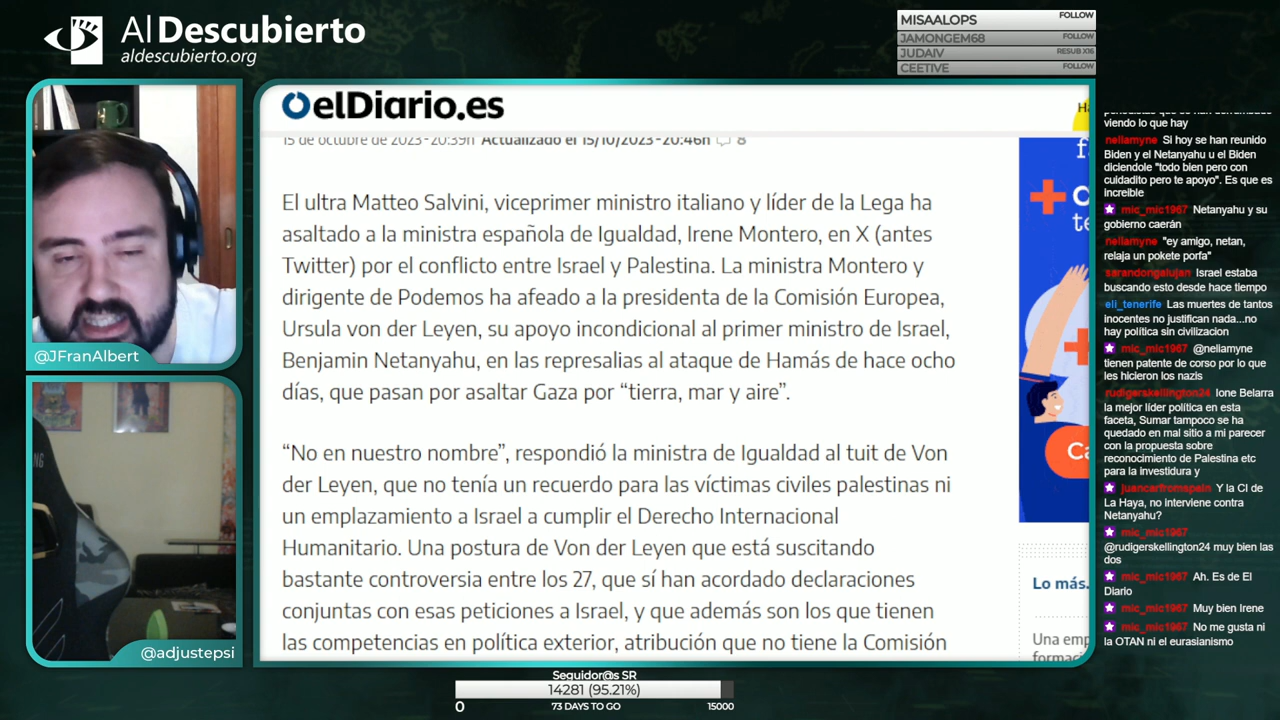 Al Descubierto
aldescubierto.org
MISAALOPS FOLLOW
JAMONGEM68 FOLLOW
JUDAIV RESUB X16
CEETIVE FOLLOW
@JFranAlbert
@adjustepsi
elDiario.es
15 de octubre de 2023 - 20:39h Actualizado el 15/10/2023 - 20:46h 8
El ultra Matteo Salvini, viceprimer ministro italiano y líder de la Lega ha
asaltado a la ministra española de Igualdad, Irene Montero, en X (antes
Twitter) por el conflicto entre Israel y Palestina. La ministra Montero y
dirigente de Podemos ha afeado a la presidenta de la Comisión Europea,
Ursula von der Leyen, su apoyo incondicional al primer ministro de Israel,
Benjamin Netanyahu, en las represalias al ataque de Hamás de hace ocho
días, que pasan por asaltar Gaza por “tierra, mar y aire”.
“No en nuestro nombre”, respondió la ministra de Igualdad al tuit de Von
der Leyen, que no tenía un recuerdo para las víctimas civiles palestinas ni
un emplazamiento a Israel a cumplir el Derecho Internacional
Humanitario. Una postura de Von der Leyen que está suscitando
bastante controversia entre los 27, que sí han acordado declaraciones
conjuntas con esas peticiones a Israel, y que además son los que tienen
las competencias en política exterior, atribución que no tiene la Comisión
Lo más.
Una emp
formaci
viendo lo que hay
neliamyne Si hoy se han reunido
Biden y el Netanyahu u el Biden
diciendole "todo bien pero con
cuidadito pero te apoyo". Es que es
increible
mic_mic1967 Netanyahu y su
gobierno caerán
neliamyne "ey amigo, netan,
relaja un pokete porfa"
sarandongalujan Israel estaba
buscando esto desde hace tiempo
eli_tenerife Las muertes de tantos
inocentes no justifican nada...no
hay política sin civilizacion
mic_mic1967 @neliamyne
tienen patente de corso por lo que
les hicieron los nazis
rudigerskellington24 Ione Belarra
la mejor líder política en esta
faceta, Sumar tampoco se ha
quedado en mal sitio a mi parecer
con la propuesta sobre
reconocimiento de Palestina etc
para la investidura y
juancarfromspain Y la CI de
La Haya, no interviene contra
Netanyahu?
mic_mic1967
@rudigerskellington24 muy bien las
dos
mic_mic1967 Ah. Es de El
Diario
mic_mic1967 Muy bien Irene
mic_mic1967 No me gusta ni
la OTAN ni el eurasianismo
Seguidor@s SR
14281 (95.21%)
0 73 DAYS TO GO 15000